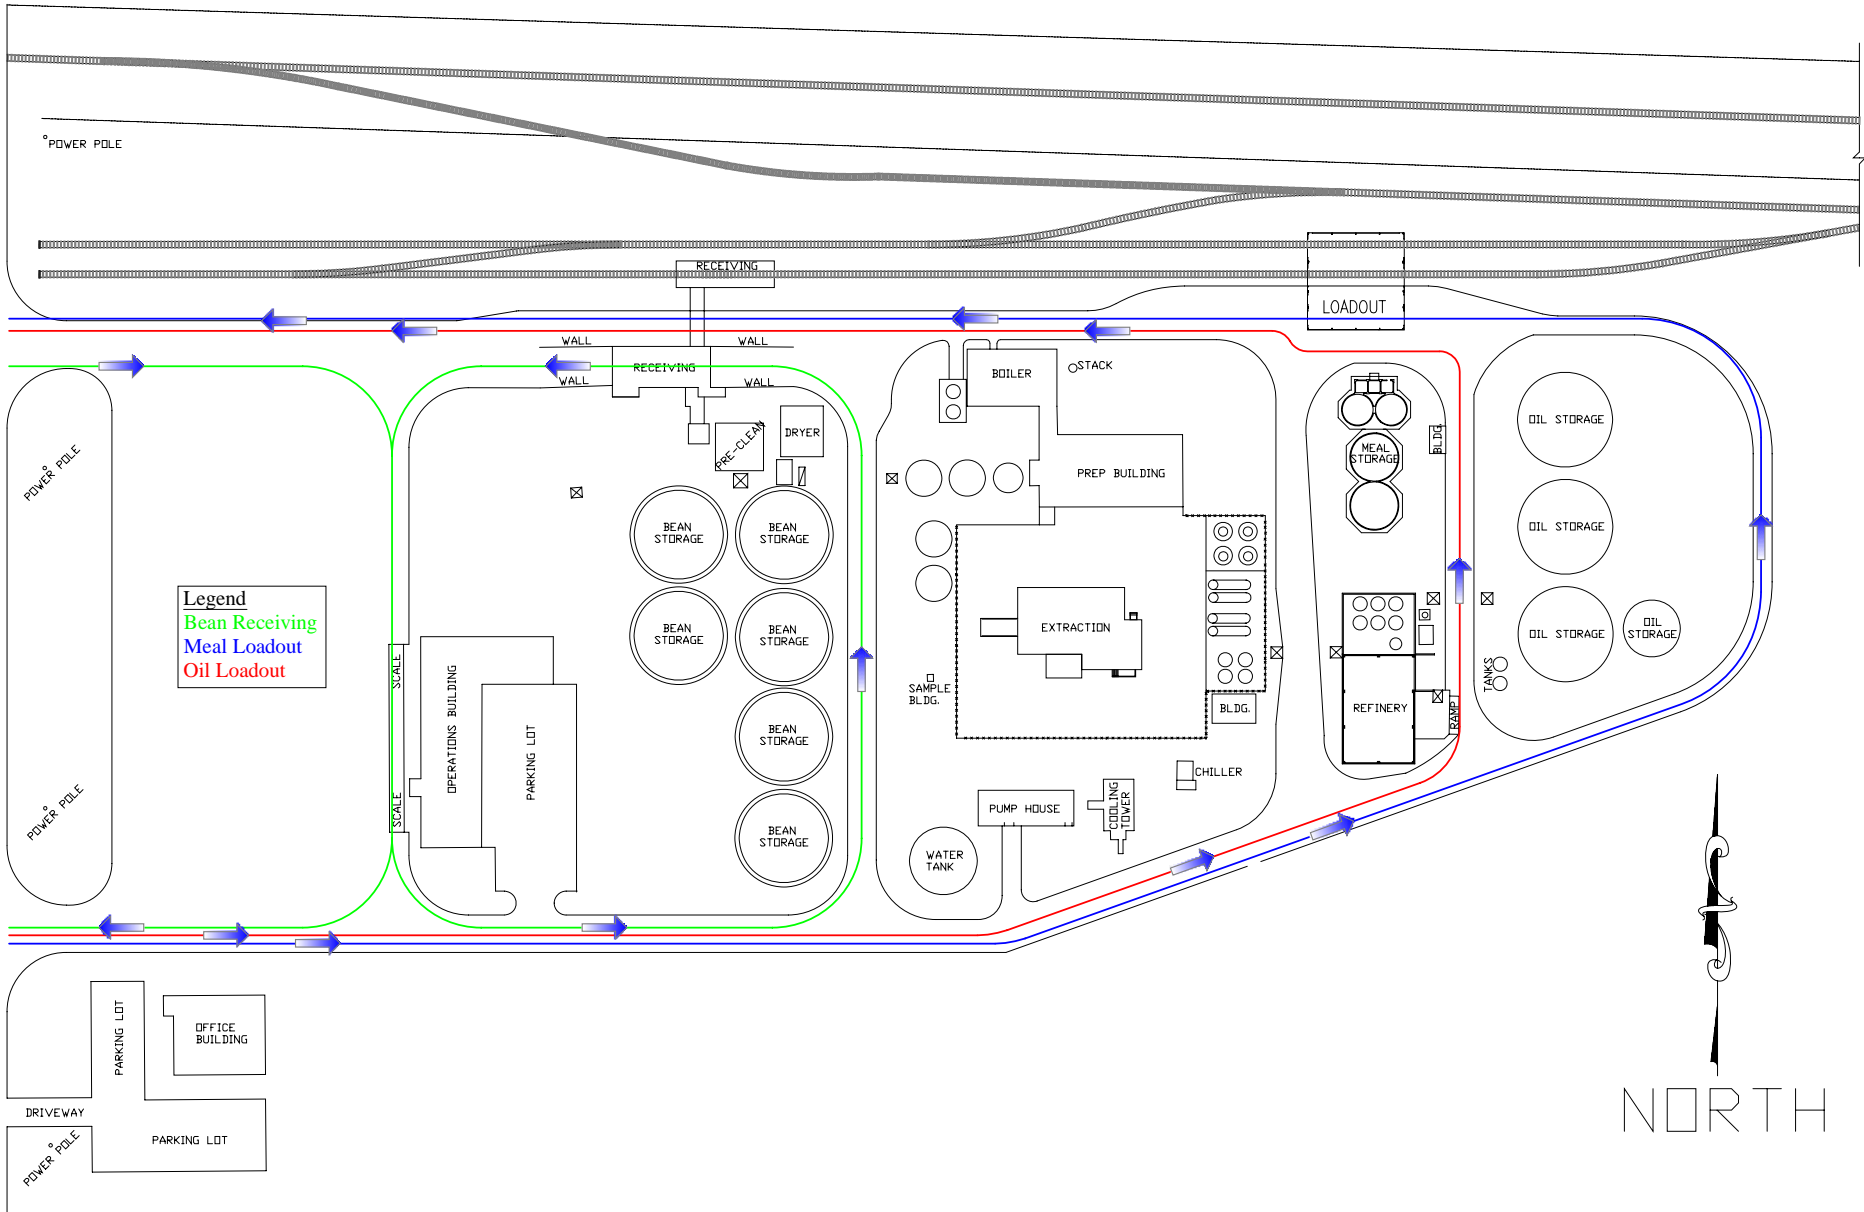 POWER POLE
RECEIVING
LOADOUT
WALL
WALL
RECEIVING
WALL
WALL
BOILER
STACK
PRE-CLEAN
DRYER
PREP BUILDING
MEAL
STORAGE
BLDG.
OIL STORAGE
POWER POLE
BEAN
STORAGE
BEAN
STORAGE
OIL STORAGE
Legend
Bean Receiving
Meal Loadout
Oil Loadout
BEAN
STORAGE
BEAN
STORAGE
EXTRACTION
OIL STORAGE
OIL
STORAGE
SCALE
OPERATIONS BUILDING
PARKING LOT
SAMPLE
BLDG.
BLDG.
REFINERY
RAMP
TANKS
BEAN
STORAGE
CHILLER
POWER POLE
SCALE
PUMP HOUSE
COOLING
TOWER
BEAN
STORAGE
WATER
TANK
PARKING LOT
OFFICE
BUILDING
DRIVEWAY
PARKING LOT
POWER POLE
NORTH